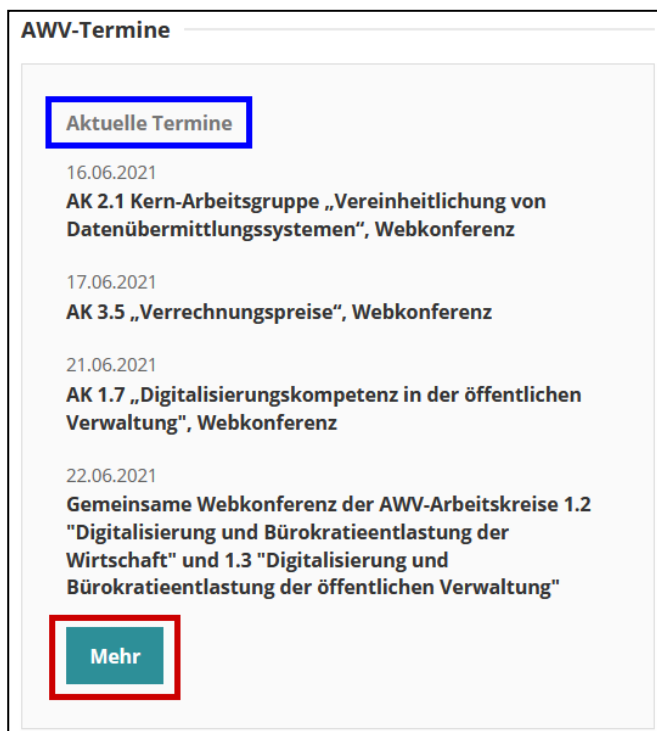 AWV-Termine
Aktuelle Termine
16.06.2021
AK 2.1 Kern-Arbeitsgruppe „Vereinheitlichung von
Datenübermittlungssystemen“, Webkonferenz
17.06.2021
AK 3.5 „Verrechnungspreise“, Webkonferenz
21.06.2021
AK 1.7 „Digitalisierungskompetenz in der öffentlichen
Verwaltung", Webkonferenz
22.06.2021
Gemeinsame Webkonferenz der AWV-Arbeitskreise 1.2
"Digitalisierung und Bürokratieentlastung der
Wirtschaft" und 1.3 "Digitalisierung und
Bürokratieentlastung der öffentlichen Verwaltung"
Mehr